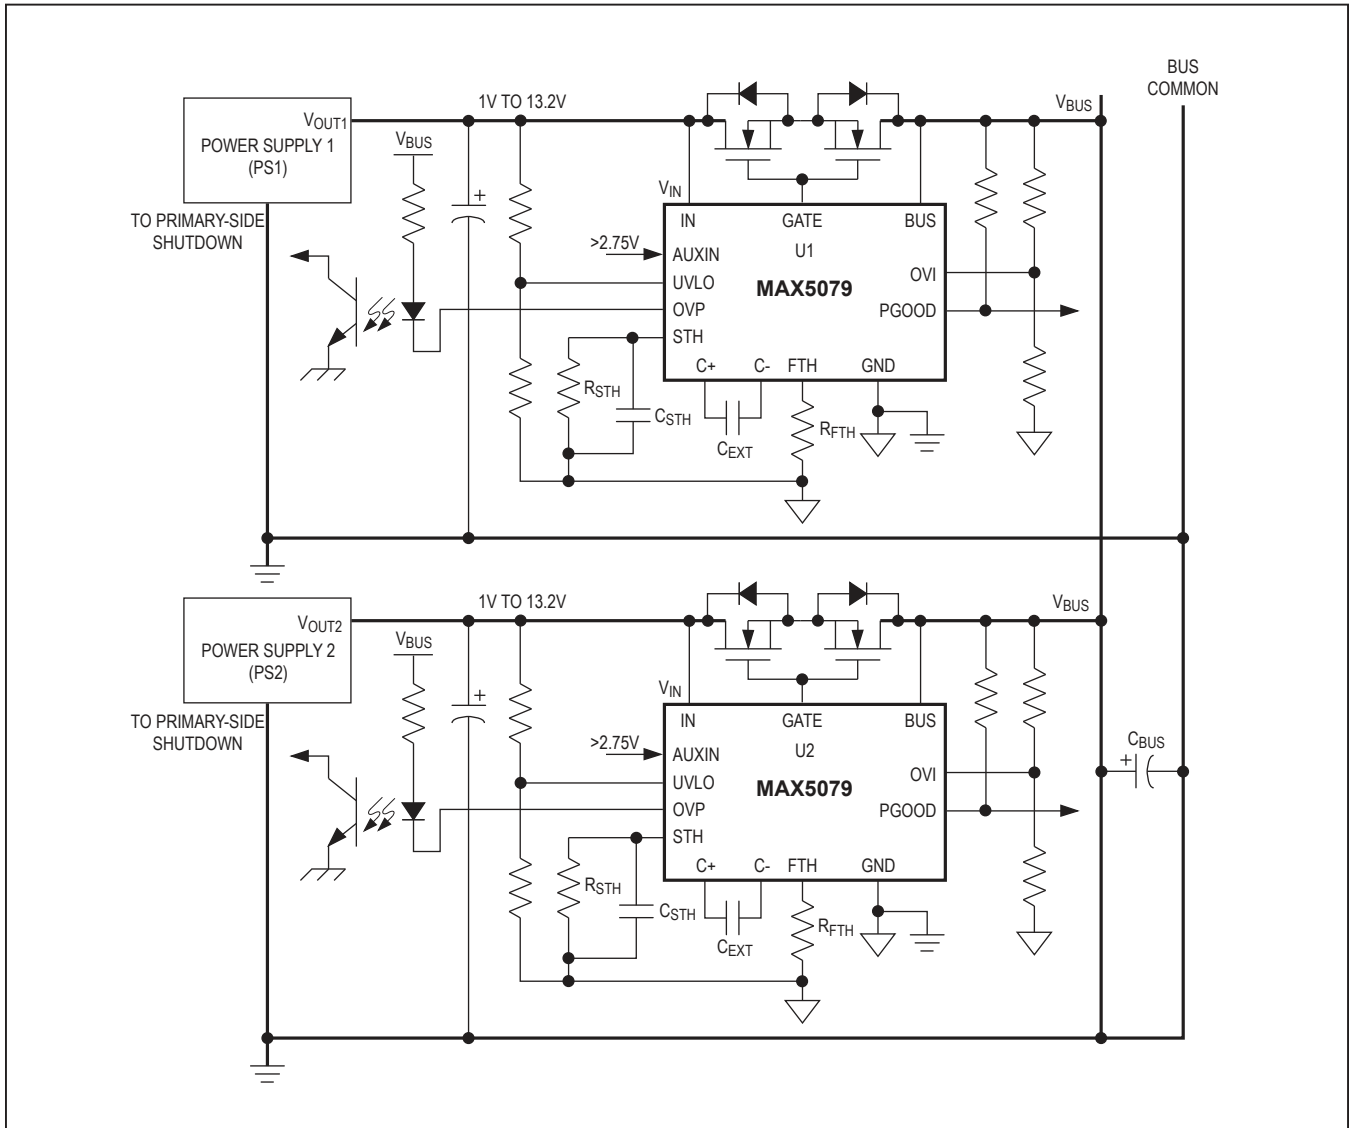 BUS
COMMON
1V TO 13.2V
VBUS
VOUT1
POWER SUPPLY 1
(PS1)
VBUS
+
VIN
TO PRIMARY-SIDE
SHUTDOWN
IN
GATE
BUS
>2.75V
AUXIN
U1
UVLO
MAX5079
OVI
OVP
PGOOD
STH
C+
C-
FTH
GND
RSTH
CSTH
CEXT
RFTH
1V TO 13.2V
VBUS
VOUT2
POWER SUPPLY 2
(PS2)
VBUS
+
VIN
TO PRIMARY-SIDE
SHUTDOWN
IN
GATE
BUS
>2.75V
AUXIN
U2
CBUS
+
UVLO
MAX5079
OVI
OVP
PGOOD
STH
C+
C-
FTH
GND
RSTH
CSTH
CEXT
RFTH